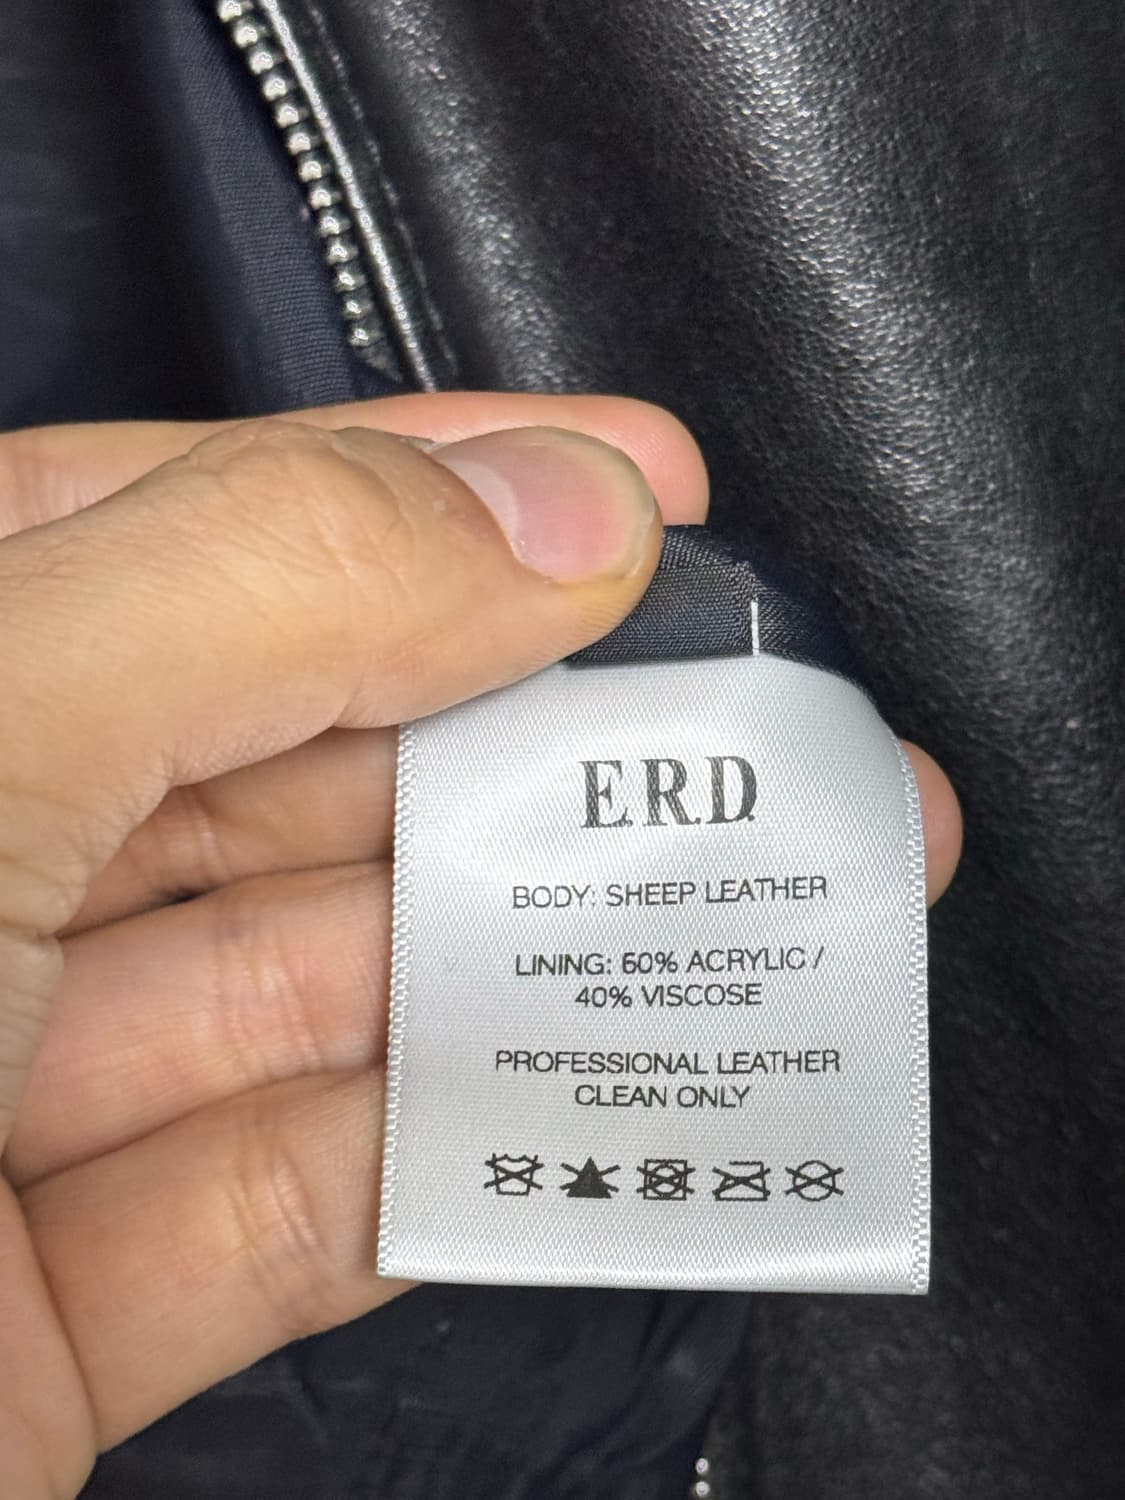 E.R.D.
BODY: SHEEP LEATHER
LINING: 60% ACRYLIC /
40% VISCOSE
PROFESSIONAL LEATHER
CLEAN ONLY